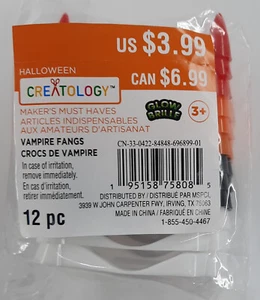 US $3.99
HALLOWEEN
CREATOLOGY™
CAN $6.99
MAKER'S MUST HAVES
ARTICLES INDISPENSABLES
AUX AMATEURS D'ARTISANAT
GLOW
BRILLE
3+
VAMPIRE FANGS
CROCS DE VAMPIRE
In case of irritation,
remove immediately.
En cas d'irritation,
retirer immédiatement.
12 pc
CN-33-0422-84848-696899-01
1 95158 75808 5
DISTRIBUTED BY / DISTRIBUÉ PAR MSPCI,
3939 W JOHN CARPENTER FWY, IRVING, TX 75063
MADE IN CHINA / FABRIQUÉ EN CHINE
1-855-450-4467